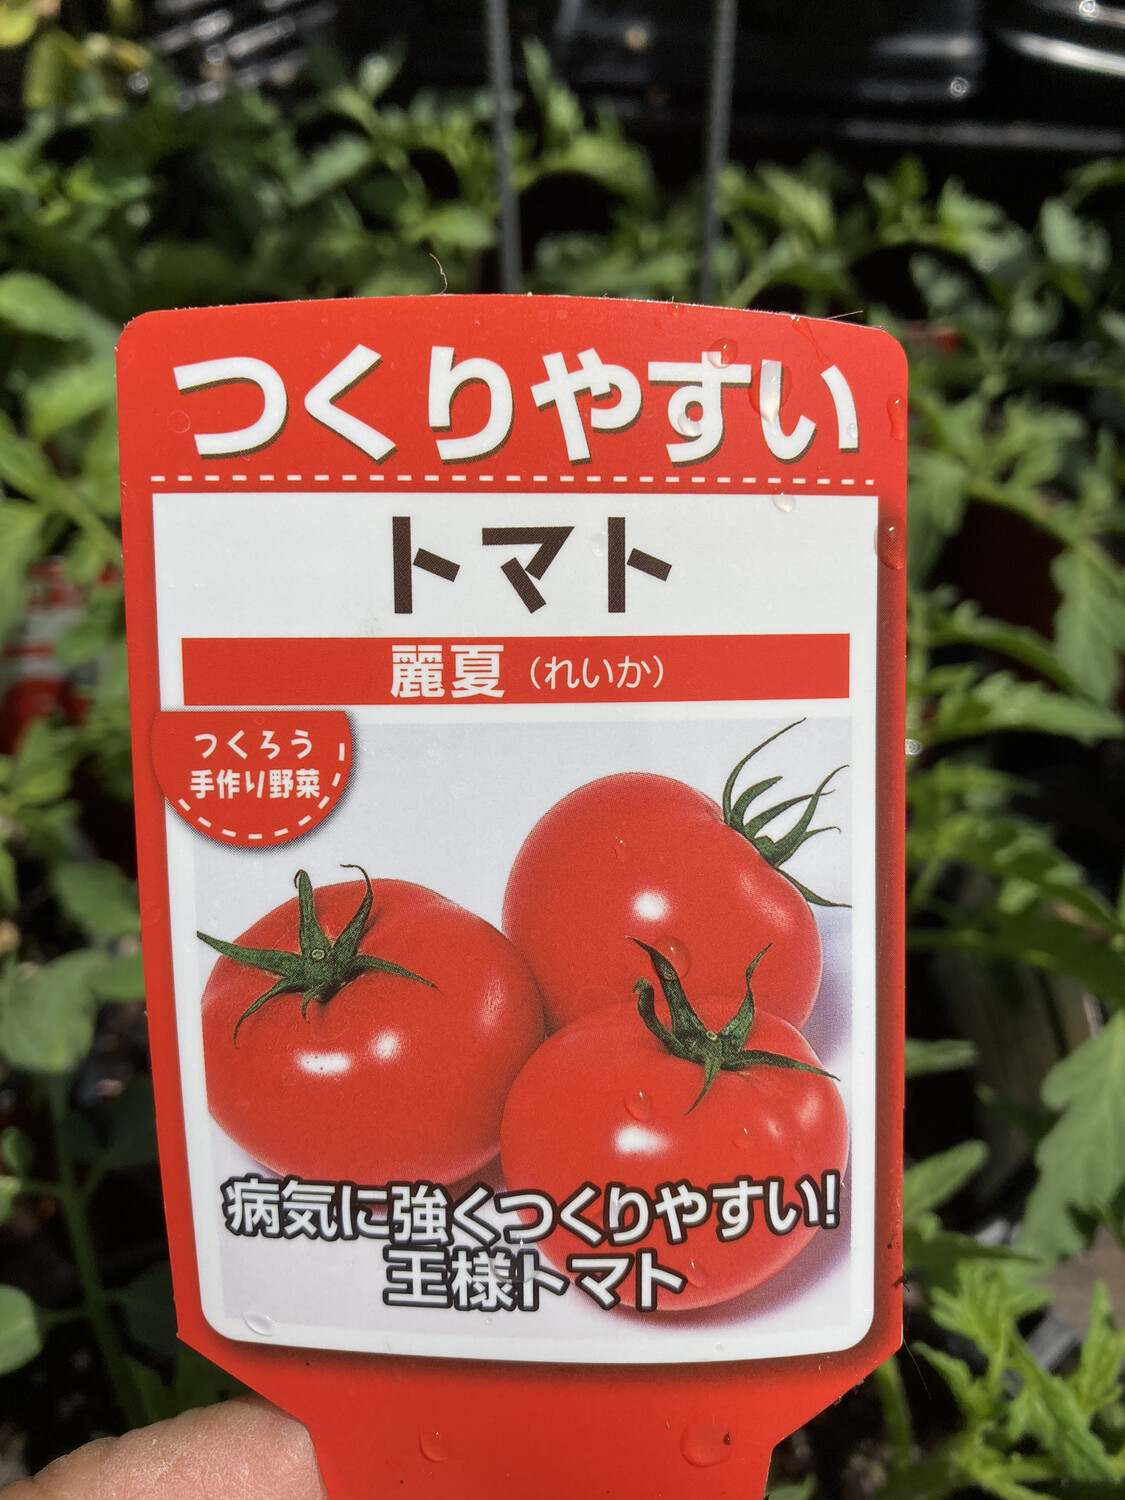 つくりやすい
トマト
麗夏（れいか）
つくろう
手作り野菜
病気に強くつくりやすい!
王様トマト